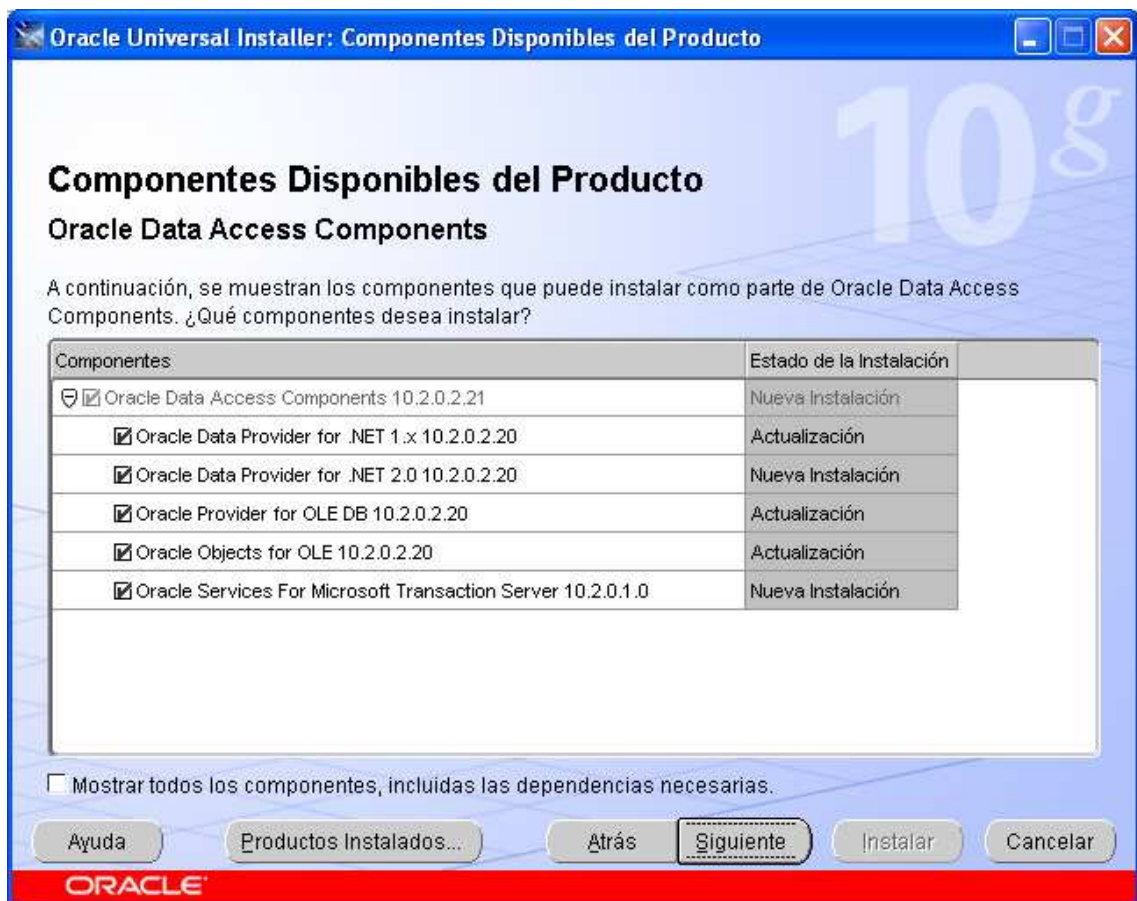 Oracle Universal Installer: Componentes Disponibles del Producto
10g
Componentes Disponibles del Producto
Oracle Data Access Components
A continuación, se muestran los componentes que puede instalar como parte de Oracle Data Access
Components. ¿Qué componentes desea instalar?
Componentes Estado de la Instalación
Oracle Data Access Components 10.2.0.2.21 Nueva Instalación
Oracle Data Provider for .NET 1.x 10.2.0.2.20 Actualización
Oracle Data Provider for .NET 2.0 10.2.0.2.20 Nueva Instalación
Oracle Provider for OLE DB 10.2.0.2.20 Actualización
Oracle Objects for OLE 10.2.0.2.20 Actualización
Oracle Services For Microsoft Transaction Server 10.2.0.1.0 Nueva Instalación
Mostrar todos los componentes, incluidas las dependencias necesarias.
Ayuda Productos Instalados... Atrás Siguiente Instalar Cancelar
ORACLE